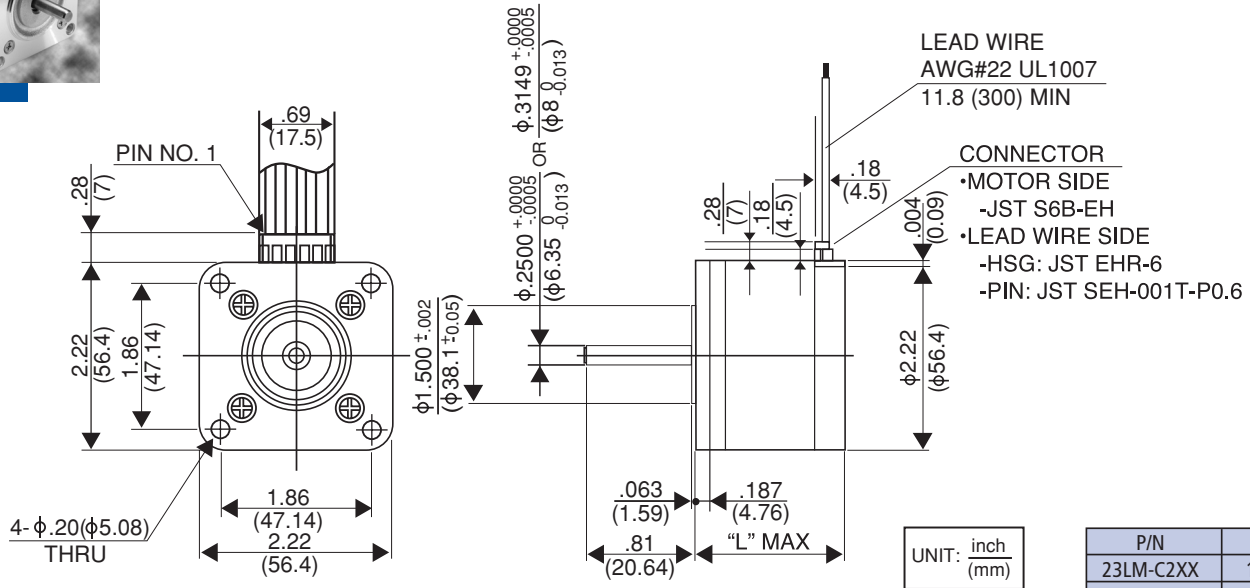 .69
(17.5)
PIN NO. 1
.28
(7)
2.22
(56.4)
1.86
(47.14)
1.86
(47.14)
2.22
(56.4)
4-ϕ.20(ϕ5.08)
THRU
ϕ.2500 +.0000 -.0005
(ϕ6.35 0 -0.013)
OR
ϕ.3149 +.0000 -.0005
(ϕ8 0 -0.013)
ϕ1.500 ±.002
(ϕ38.1 ±0.05)
.28
(7)
.18
(4.5)
.18
(4.5)
.004
(0.09)
ϕ2.22
(ϕ56.4)
.063
(1.59)
.187
(4.76)
.81
(20.64)
"L" MAX
LEAD WIRE
AWG#22 UL1007
11.8 (300) MIN
CONNECTOR
•MOTOR SIDE
-JST S6B-EH
•LEAD WIRE SIDE
-HSG: JST EHR-6
-PIN: JST SEH-001T-P0.6
UNIT: inch
(mm)
P/N
23LM-C2XX